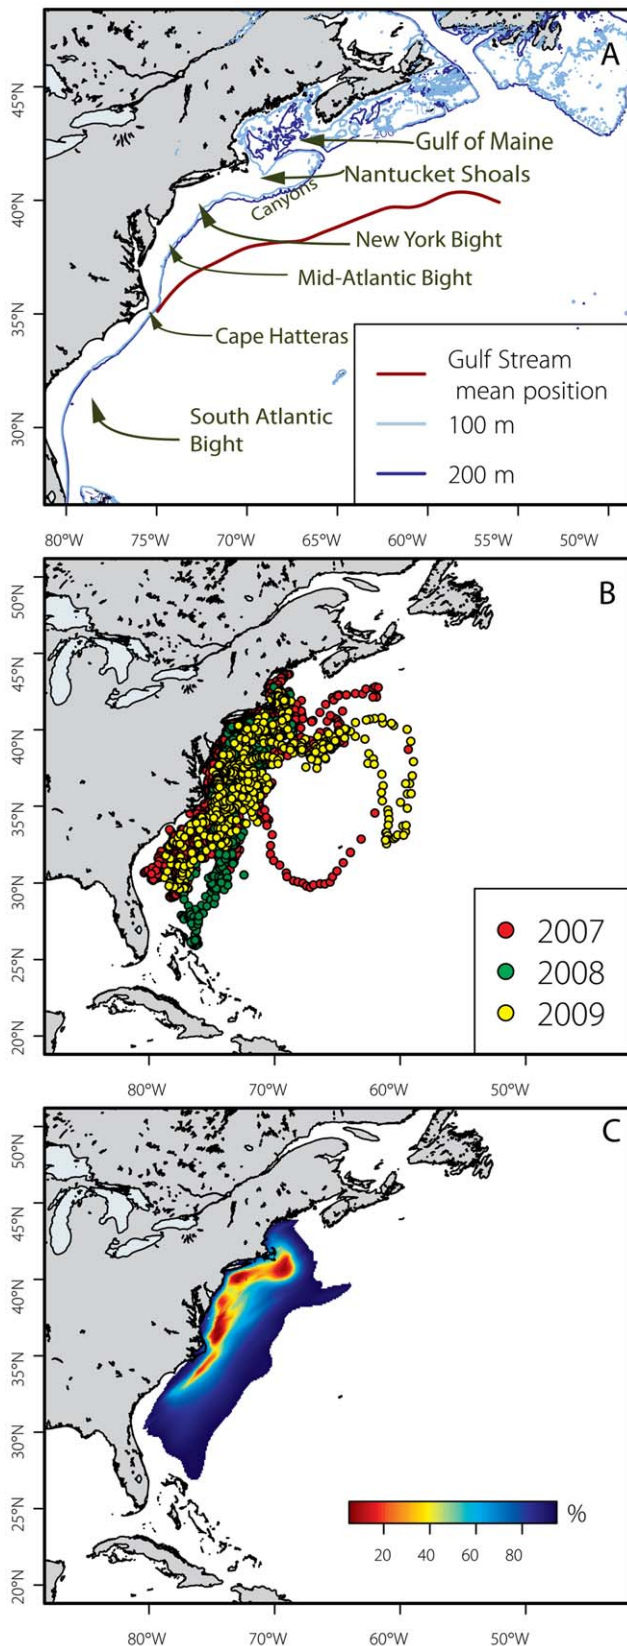 A
45°N
40°N
35°N
30°N
200
Gulf of Maine
Nantucket Shoals
Canyons
New York Bight
Mid-Atlantic Bight
Cape Hatteras
South Atlantic
Bight
Gulf Stream
mean position
100 m
200 m
80°W 75°W 70°W 65°W 60°W 55°W 50°W
B
50°N
45°N
40°N
35°N
30°N
25°N
20°N
2007
2008
2009
80°W 70°W 60°W 50°W
C
50°N
45°N
40°N
35°N
30°N
25°N
20°N
%
20 40 60 80
80°W 70°W 60°W 50°W